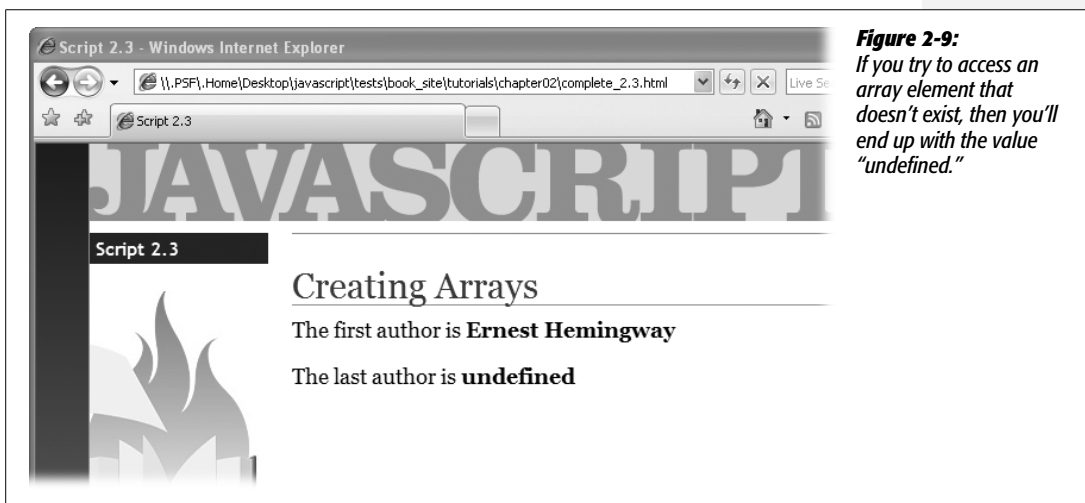 Script 2.3 - Windows Internet Explorer
\\.PSF\.Home\Desktop\javascript\tests\book_site\tutorials\chapter02\complete_2.3.html
Live Se
Script 2.3
JAVASCRIPT
Script 2.3
Creating Arrays
The first author is Ernest Hemingway
The last author is undefined
Figure 2-9:
If you try to access an
array element that
doesn't exist, then you'll
end up with the value
"undefined."